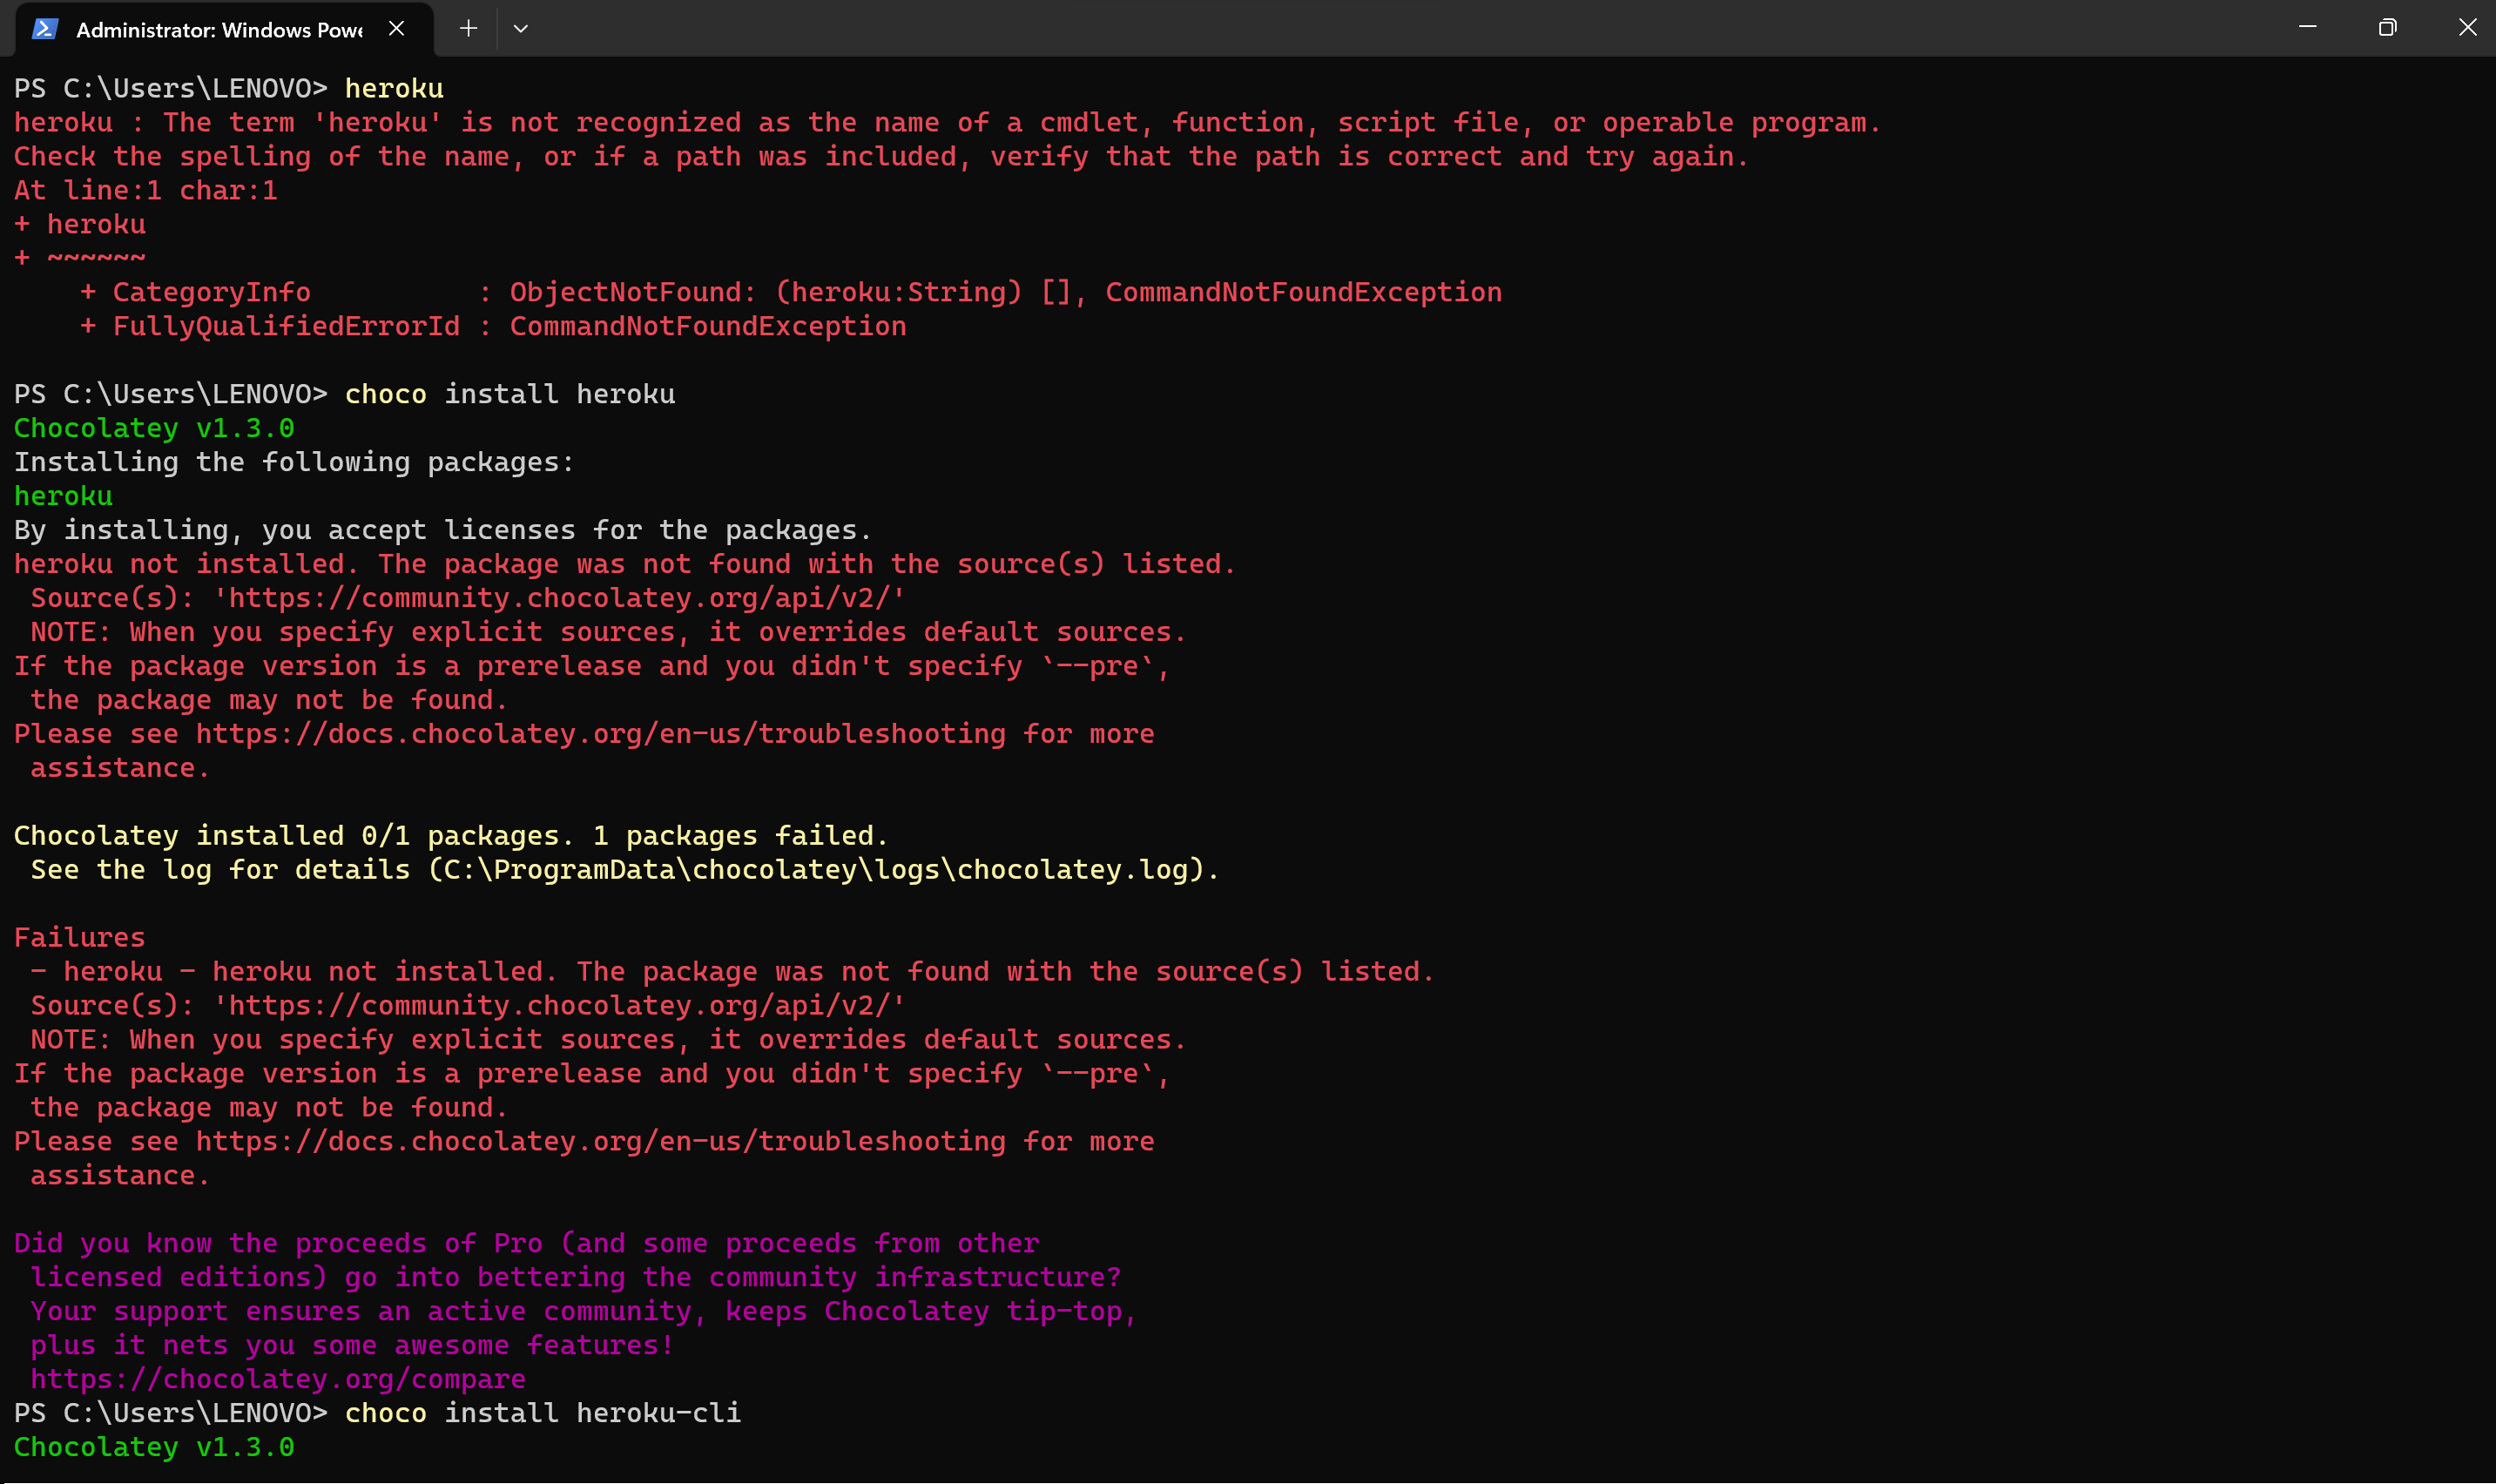 Administrator: Windows Powe
PS C:\Users\LENOVO> heroku
heroku : The term 'heroku' is not recognized as the name of a cmdlet, function, script file, or operable program.
Check the spelling of the name, or if a path was included, verify that the path is correct and try again.
At line:1 char:1
+ heroku
+ ~~~~~~
    + CategoryInfo          : ObjectNotFound: (heroku:String) [], CommandNotFoundException
    + FullyQualifiedErrorId : CommandNotFoundException
PS C:\Users\LENOVO> choco install heroku
Chocolatey v1.3.0
Installing the following packages:
heroku
By installing, you accept licenses for the packages.
heroku not installed. The package was not found with the source(s) listed.
 Source(s): 'https://community.chocolatey.org/api/v2/'
 NOTE: When you specify explicit sources, it overrides default sources.
If the package version is a prerelease and you didn't specify `--pre`,
 the package may not be found.
Please see https://docs.chocolatey.org/en-us/troubleshooting for more
 assistance.
Chocolatey installed 0/1 packages. 1 packages failed.
 See the log for details (C:\ProgramData\chocolatey\logs\chocolatey.log).
Failures
 - heroku - heroku not installed. The package was not found with the source(s) listed.
 Source(s): 'https://community.chocolatey.org/api/v2/'
 NOTE: When you specify explicit sources, it overrides default sources.
If the package version is a prerelease and you didn't specify `--pre`,
 the package may not be found.
Please see https://docs.chocolatey.org/en-us/troubleshooting for more
 assistance.
Did you know the proceeds of Pro (and some proceeds from other
 licensed editions) go into bettering the community infrastructure?
 Your support ensures an active community, keeps Chocolatey tip-top,
 plus it nets you some awesome features!
 https://chocolatey.org/compare
PS C:\Users\LENOVO> choco install heroku-cli
Chocolatey v1.3.0